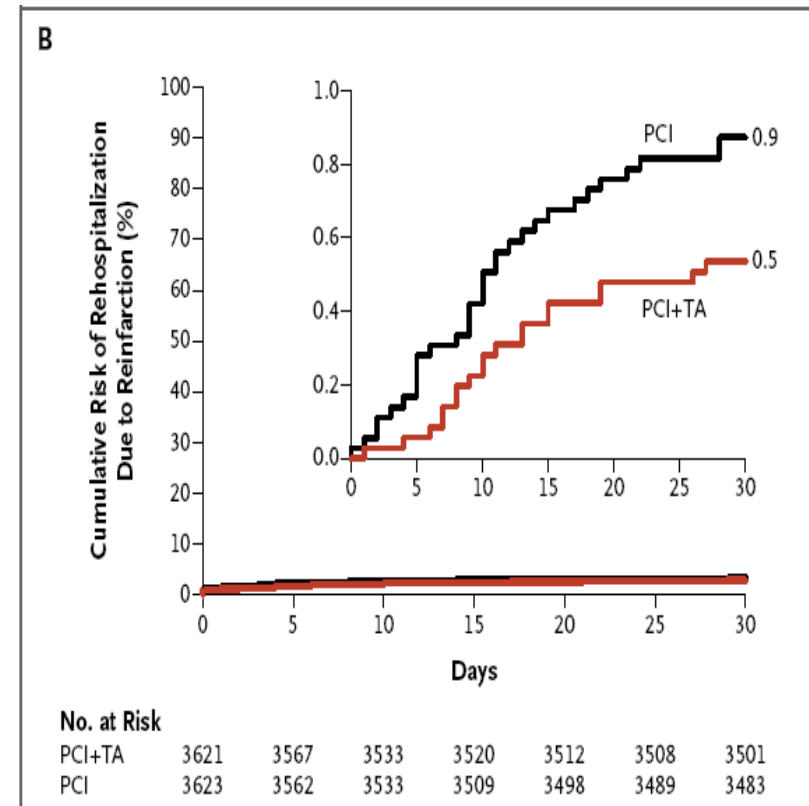 B
Cumulative Risk of Rehospitalization
Due to Reinfarction (%)
100
90
80
70
60
50
40
30
20
10
0
1.0
0.8
0.6
0.4
0.2
0.0
PCI
0.9
0.5
PCI+TA
0 5 10 15 20 25 30
0 5 10 15 20 25 30
Days
No. at Risk
PCI+TA 3621 3567 3533 3520 3512 3508 3501
PCI 3623 3562 3533 3509 3498 3489 3483